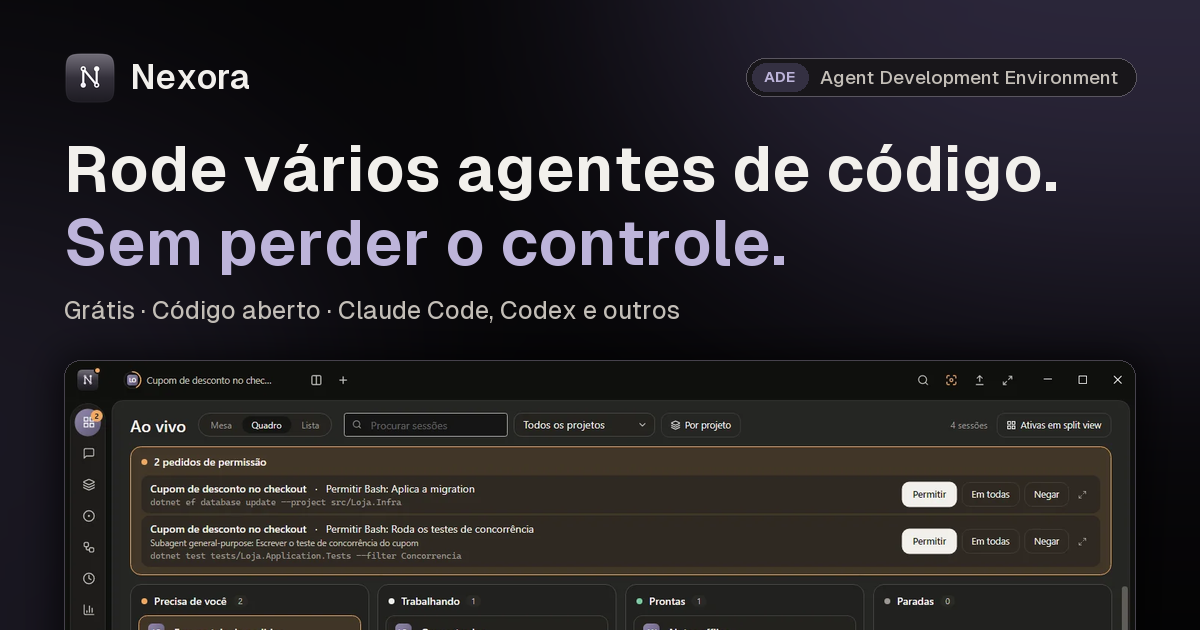 Nexora
ADE Agent Development Environment
Rode vários agentes de código.
Sem perder o controle.
Grátis · Código aberto · Claude Code, Codex e outros
N
LO Cupom de desconto no chec...
2
Ao vivo Mesa Quadro Lista Procurar sessões Todos os projetos Por projeto 4 sessões Ativas em split view
2 pedidos de permissão
Cupom de desconto no checkout · Permitir Bash: Aplica a migration
dotnet ef database update --project src/Loja.Infra
Permitir Em todas Negar
Cupom de desconto no checkout · Permitir Bash: Roda os testes de concorrência
Subagent general-purpose: Escrever o teste de concorrência do cupom
dotnet test tests/Loja.Application.Tests --filter Concorrencia
Permitir Em todas Negar
Precisa de você 2 Trabalhando 1 Prontas 1 Paradas 0